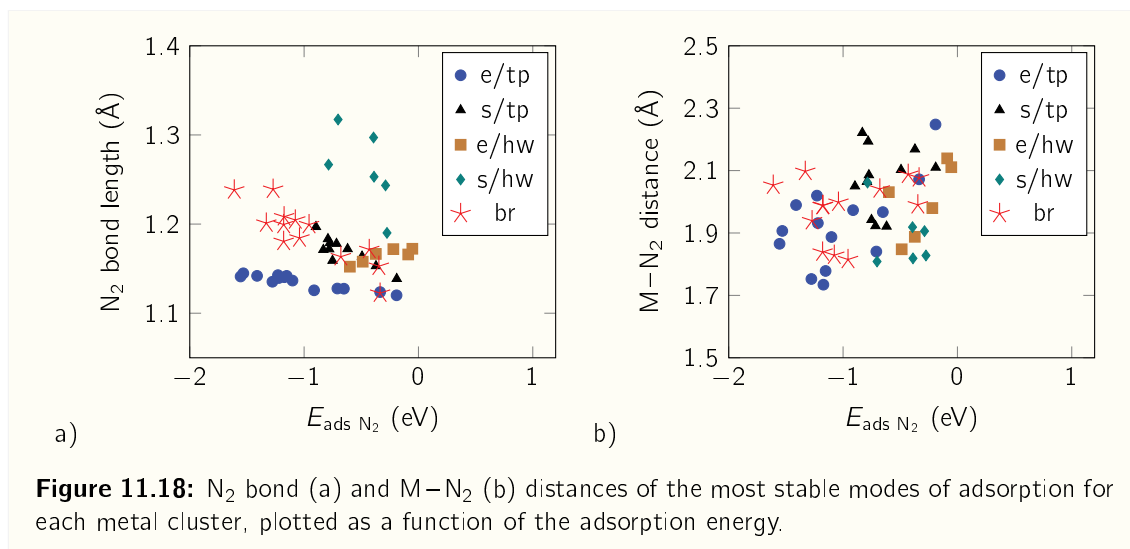 1.4
1.3
1.2
1.1
−2
−1
0
1
N2 bond length (Å)
Eads N2 (eV)
e/tp
s/tp
e/hw
s/hw
br
a)
2.5
2.3
2.1
1.9
1.7
1.5
−2
−1
0
1
M−N2 distance (Å)
Eads N2 (eV)
e/tp
s/tp
e/hw
s/hw
br
b)
Figure 11.18: N2 bond (a) and M−N2 (b) distances of the most stable modes of adsorption for
each metal cluster, plotted as a function of the adsorption energy.